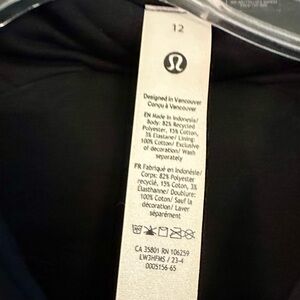 12
Designed in Vancouver
Conçu à Vancouver
EN Made in Indonesia/
Body: 82% Recycled
Polyester, 15% Cotton,
3% Elastane/ Lining:
100% Cotton/ Exclusive
of decoration/ Wash
separately
FR Fabriqué en Indonésie/
Corps: 82% Polyester
recyclé, 15% Coton, 3%
Élasthanne/ Doublure:
100% Coton/ Sauf la
décoration/ Laver
séparément
CA 35801 RN 106259
LW3HFMS / 23-4
0005156 65